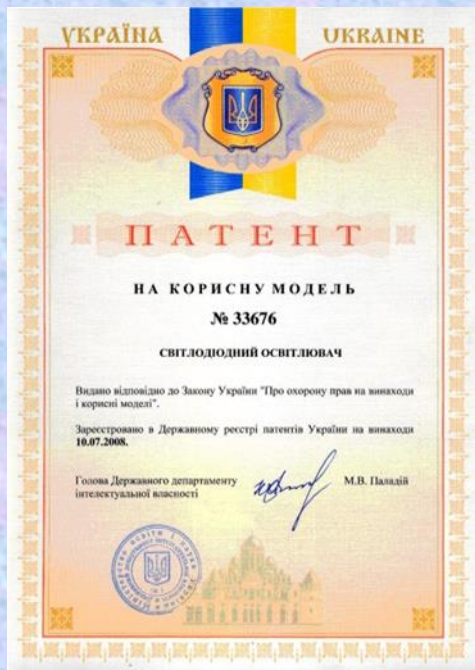 УКРАЇНА UKRAINE
ПАТЕНТ
НА КОРИСНУ МОДЕЛЬ
№ 33676
СВІТЛОДІОДНИЙ ОСВІТЛЮВАЧ
Видано відповідно до Закону України "Про охорону прав на винаходи
і корисні моделі".
Зареєстровано в Державному реєстрі патентів України на винаходи
10.07.2008.
Голова Державного департаменту
інтелектуальної власності
М.В. Паладій